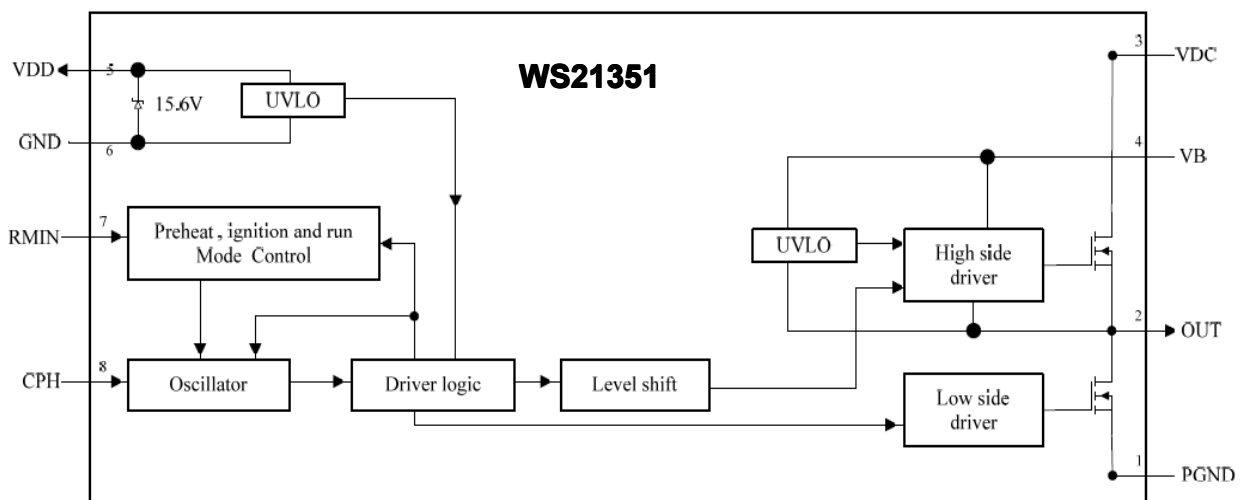 WS21351
VDD
5
15.6V
UVLO
GND
6
RMIN
7
Preheat, ignition and run
Mode Control
CPH
8
Oscillator
Driver logic
Level shift
UVLO
High side
driver
Low side
driver
3
VDC
4
VB
2
OUT
1
PGND